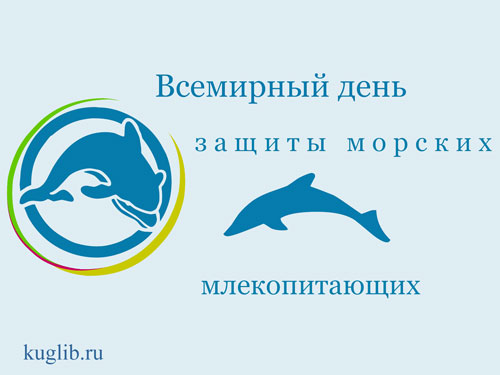 Всемирный день
защиты морских
млекопитающих
kuglib.ru